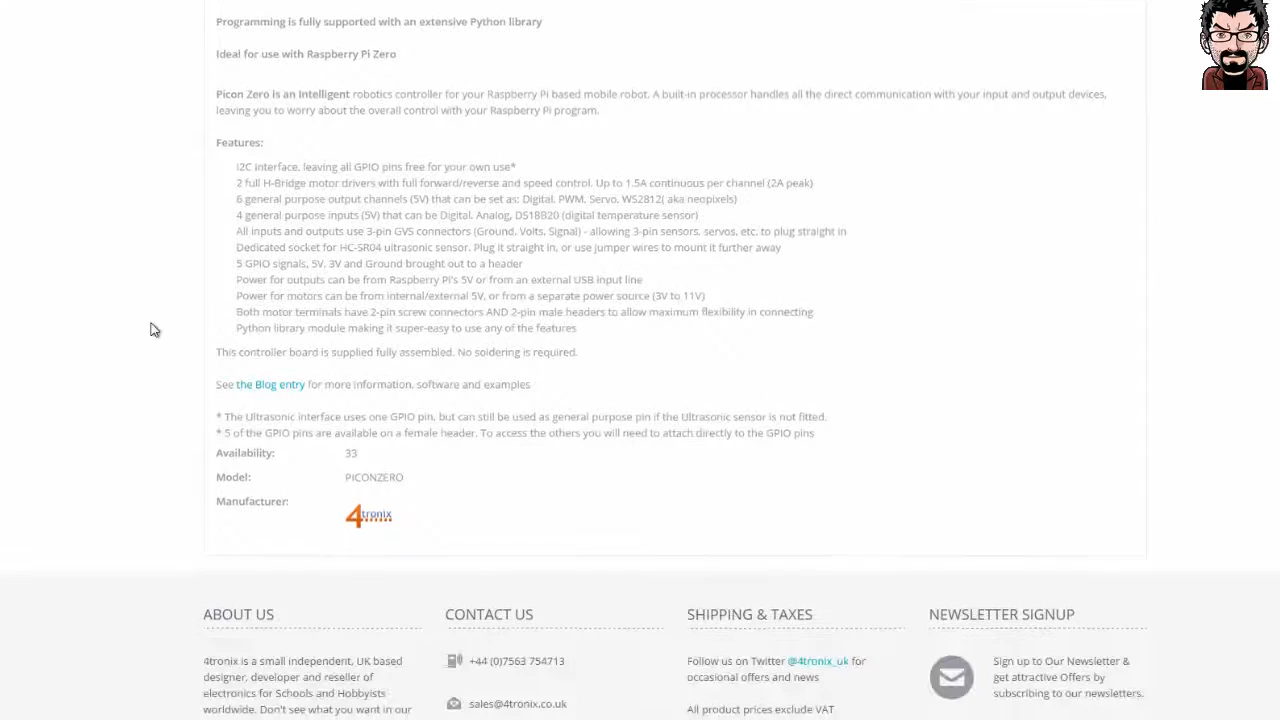 Programming is fully supported with an extensive Python library
Ideal for use with Raspberry Pi Zero
Picon Zero is an Intelligent robotics controller for your Raspberry Pi based mobile robot. A built-in processor handles all the direct communication with your input and output devices,
leaving you to worry about the overall control with your Raspberry Pi program.
Features:
I2C interface, leaving all GPIO pins free for your own use*
2 full H-Bridge motor drivers with full forward/reverse and speed control. Up to 1.5A continuous per channel (2A peak)
6 general purpose output channels (5V) that can be set as: Digital, PWM, Servo, WS2812( aka neopixels)
4 general purpose inputs (5V) that can be Digital, Analog, DS18B20 (digital temperature sensor)
All inputs and outputs use 3-pin GVS connectors (Ground, Volts, Signal) - allowing 3-pin sensors, servos, etc. to plug straight in
Dedicated socket for HC-SR04 ultrasonic sensor. Plug it straight in, or use jumper wires to mount it further away
5 GPIO signals, 5V, 3V and Ground brought out to a header
Power for outputs can be from Raspberry Pi's 5V or from an external USB input line
Power for motors can be from internal/external 5V, or from a separate power source (3V to 11V)
Both motor terminals have 2-pin screw connectors AND 2-pin male headers to allow maximum flexibility in connecting
Python library module making it super-easy to use any of the features
This controller board is supplied fully assembled. No soldering is required.
See the Blog entry for more information, software and examples
* The Ultrasonic interface uses one GPIO pin, but can still be used as general purpose pin if the Ultrasonic sensor is not fitted.
* 5 of the GPIO pins are available on a female header. To access the others you will need to attach directly to the GPIO pins
Availability: 33
Model: PICONZERO
Manufacturer:
4tronix
ABOUT US
4tronix is a small independent, UK based
designer, developer and reseller of
electronics for Schools and Hobbyists
worldwide. Don't see what you want in our
CONTACT US
+44 (0)7563 754713
sales@4tronix.co.uk
SHIPPING & TAXES
Follow us on Twitter @4tronix_uk for
occasional offers and news
All product prices exclude VAT
NEWSLETTER SIGNUP
Sign up to Our Newsletter &
get attractive Offers by
subscribing to our newsletters.